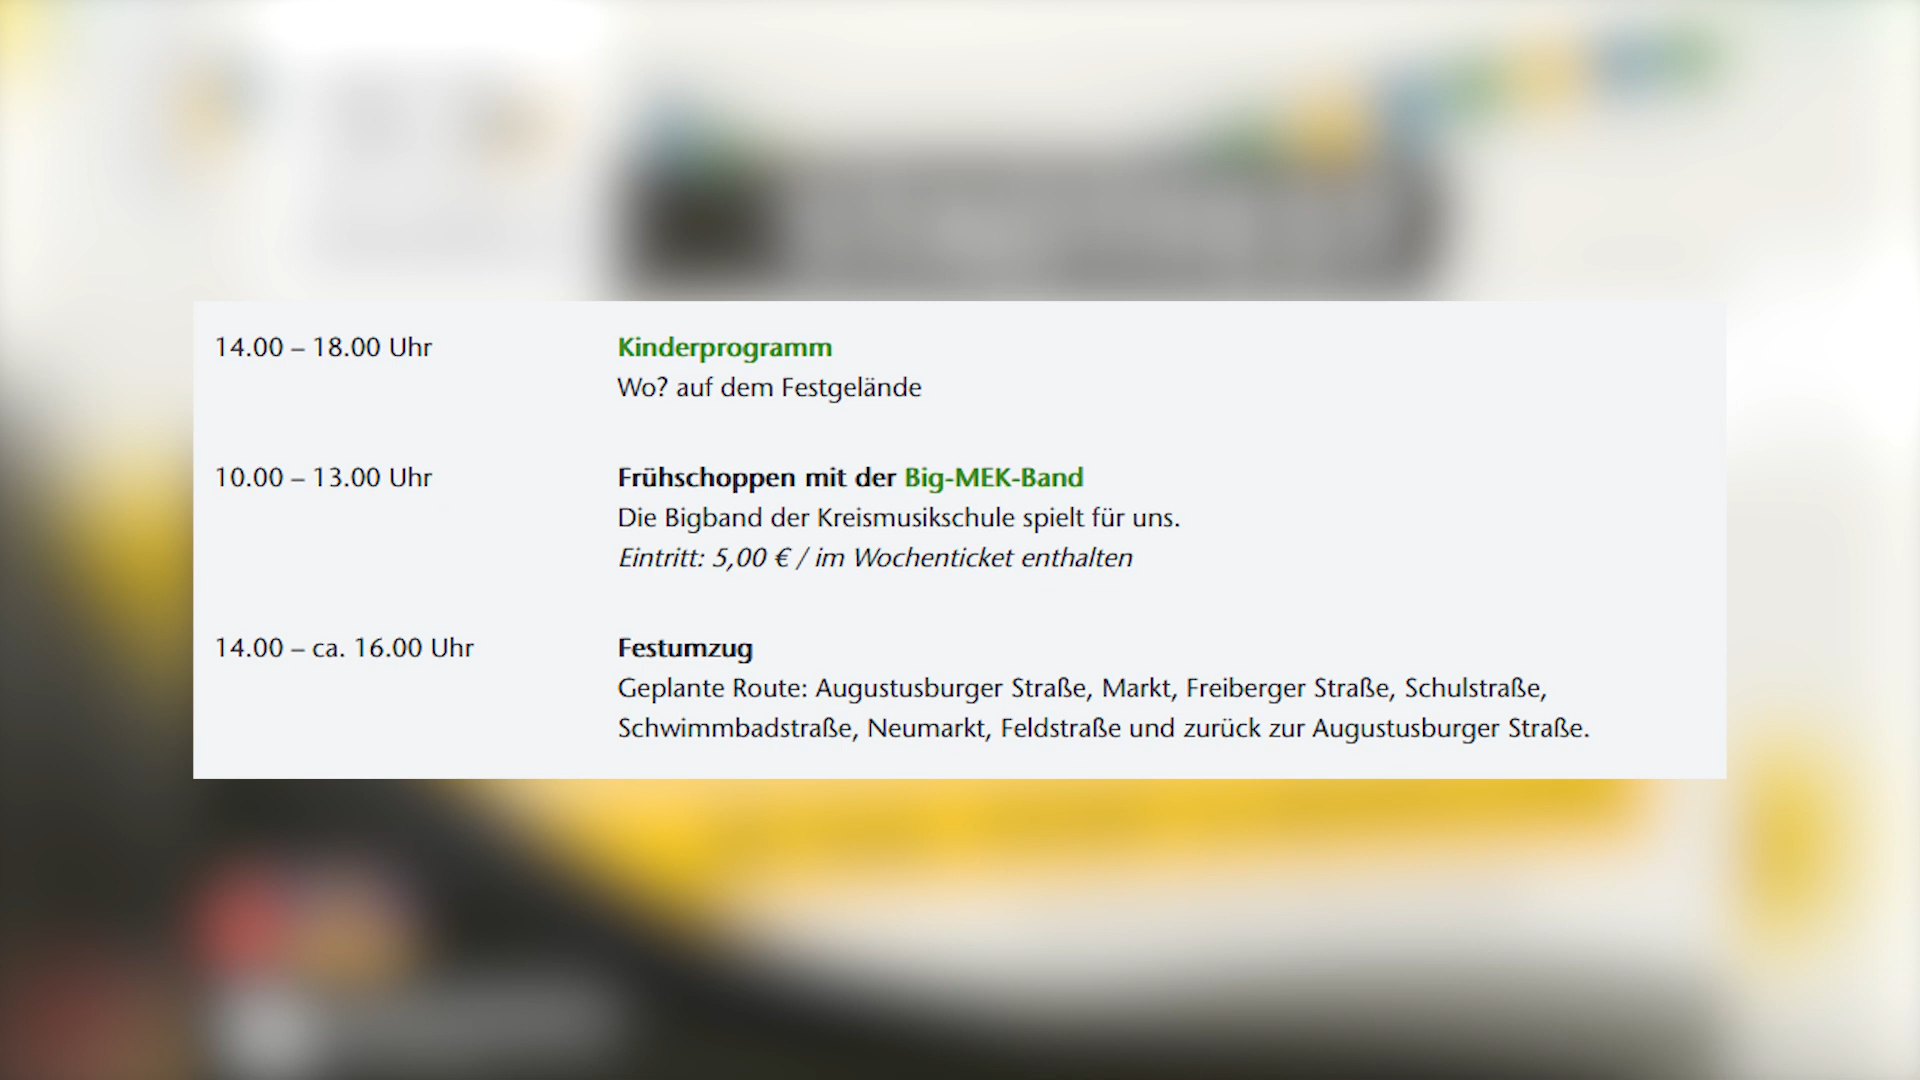 14.00 – 18.00 Uhr Kinderprogramm
Wo? auf dem Festgelände
10.00 – 13.00 Uhr Frühschoppen mit der Big-MEK-Band
Die Bigband der Kreismusikschule spielt für uns.
Eintritt: 5,00 € / im Wochenticket enthalten
14.00 – ca. 16.00 Uhr Festumzug
Geplante Route: Augustusburger Straße, Markt, Freiberger Straße, Schulstraße,
Schwimmbadstraße, Neumarkt, Feldstraße und zurück zur Augustusburger Straße.